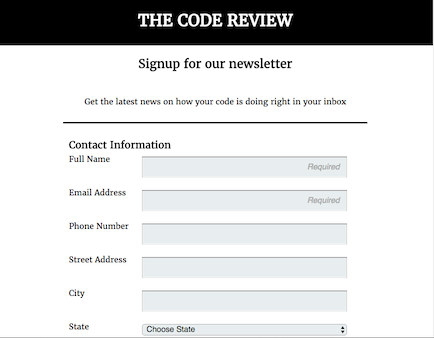 THE CODE REVIEW
Signup for our newsletter
Get the latest news on how your code is doing right in your inbox
Contact Information
Full Name
Required
Email Address
Required
Phone Number
Street Address
City
State
Choose State